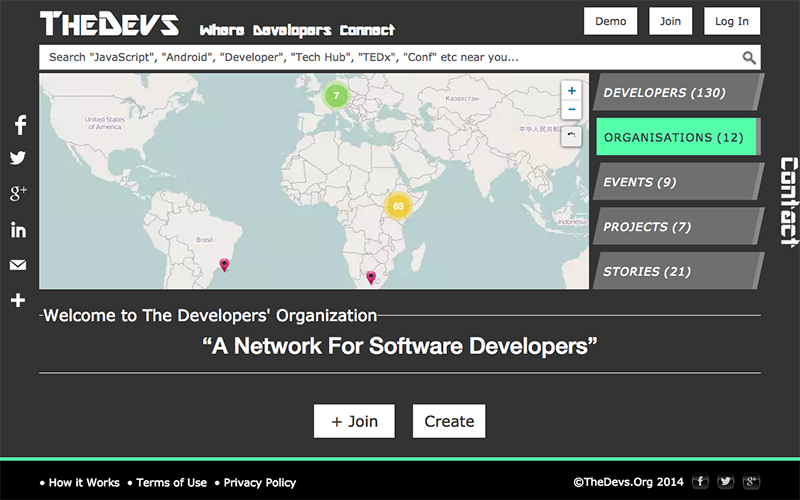 TheDevs Where Developers Connect
Demo
Join
Log In
Search "JavaScript", "Android", "Developer", "Tech Hub", "TEDx", "Conf" etc near you...
7
United States
of America
Казахстан
中华人民共和
63
Indonesia
Brasil
+
−
DEVELOPERS (130)
ORGANISATIONS (12)
EVENTS (9)
PROJECTS (7)
STORIES (21)
Contact
Welcome to The Developers' Organization
“A Network For Software Developers”
+ Join
Create
• How it Works • Terms of Use • Privacy Policy
©TheDevs.Org 2014